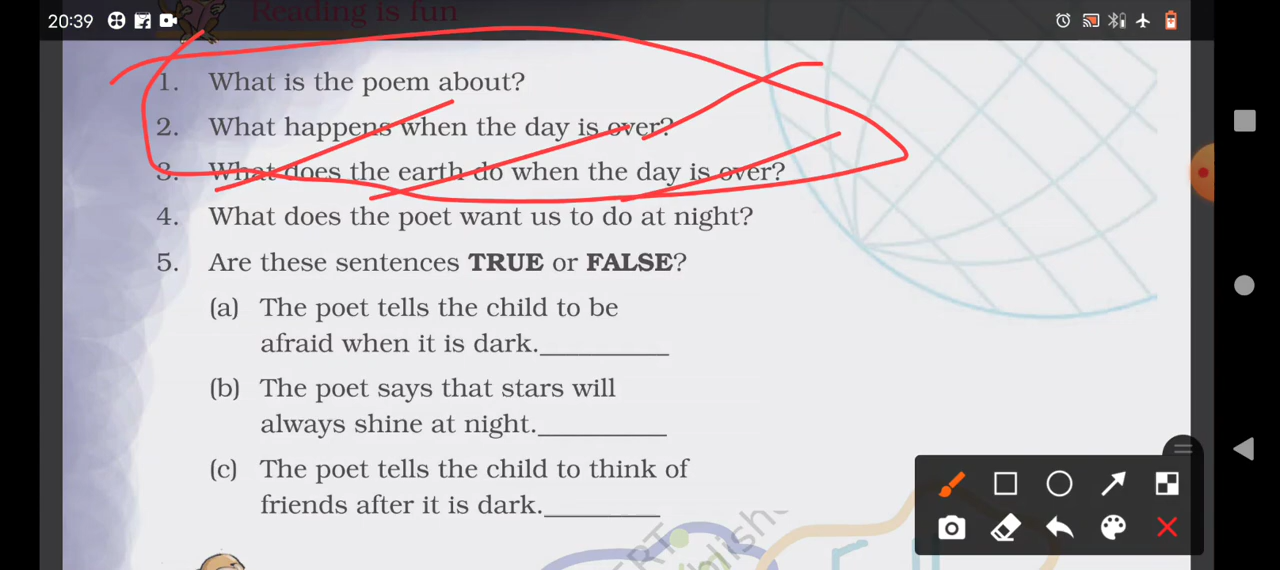 20:39
Reading is fun
1. What is the poem about?
2. What happens when the day is over?
3. What does the earth do when the day is over?
4. What does the poet want us to do at night?
5. Are these sentences TRUE or FALSE?
(a) The poet tells the child to be
afraid when it is dark.__________
(b) The poet says that stars will
always shine at night.__________
(c) The poet tells the child to think of
friends after it is dark.__________